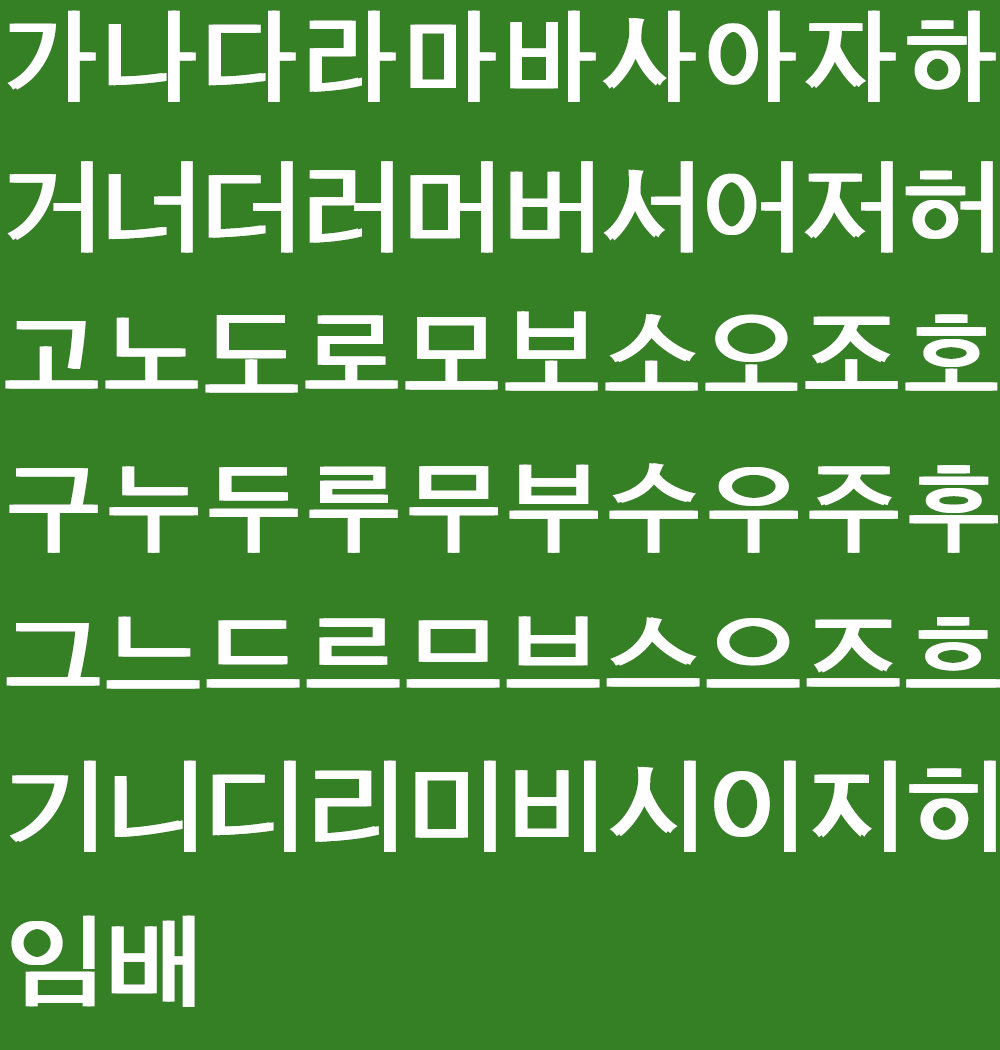 가나다라마바사아자하
거너더러머버서어저허
고노도로모보소오조호
구누두루무부수우주후
그느드르므브스으즈흐
기니디리미비시이지히
임배